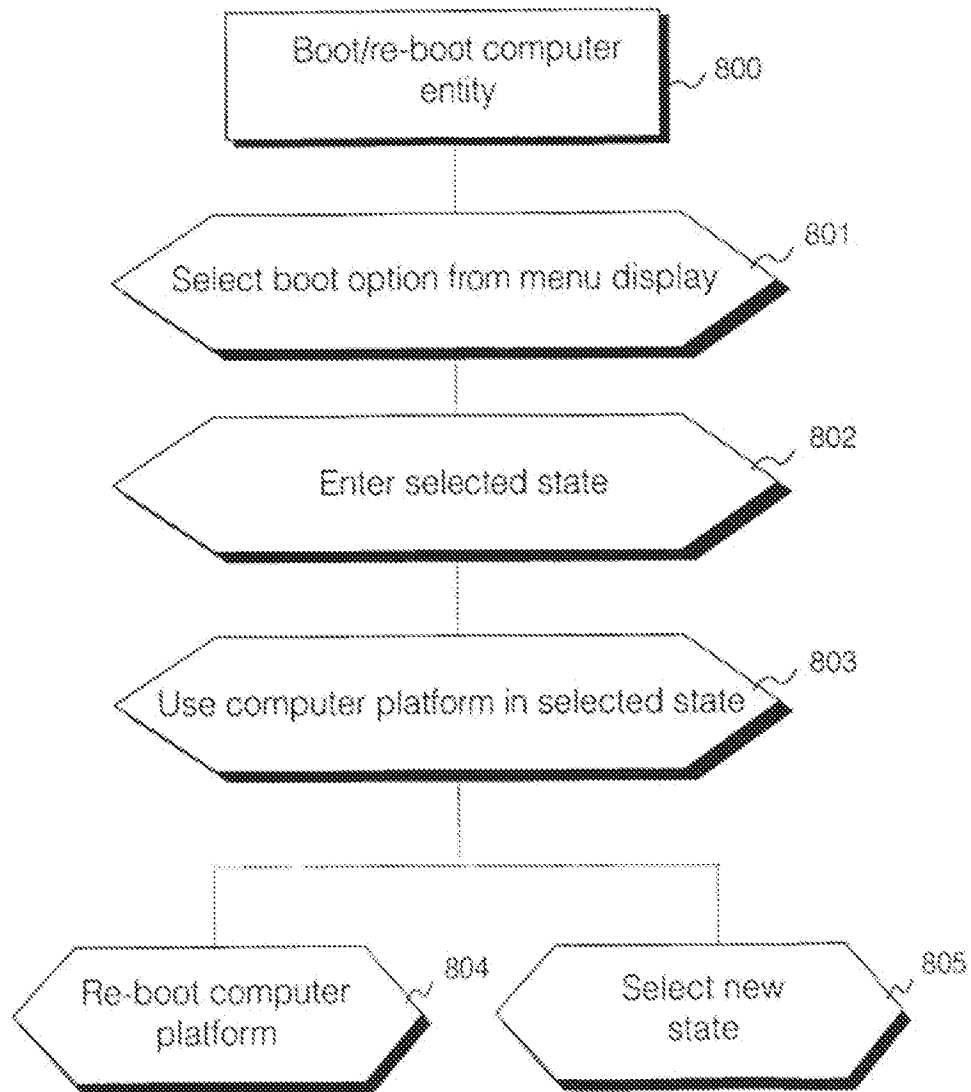 Boot/re-boot computer
entity
800
801
Select boot option from menu display
802
Enter selected state
803
Use computer platform in selected state
804
Re-boot computer
platform
805
Select new
state